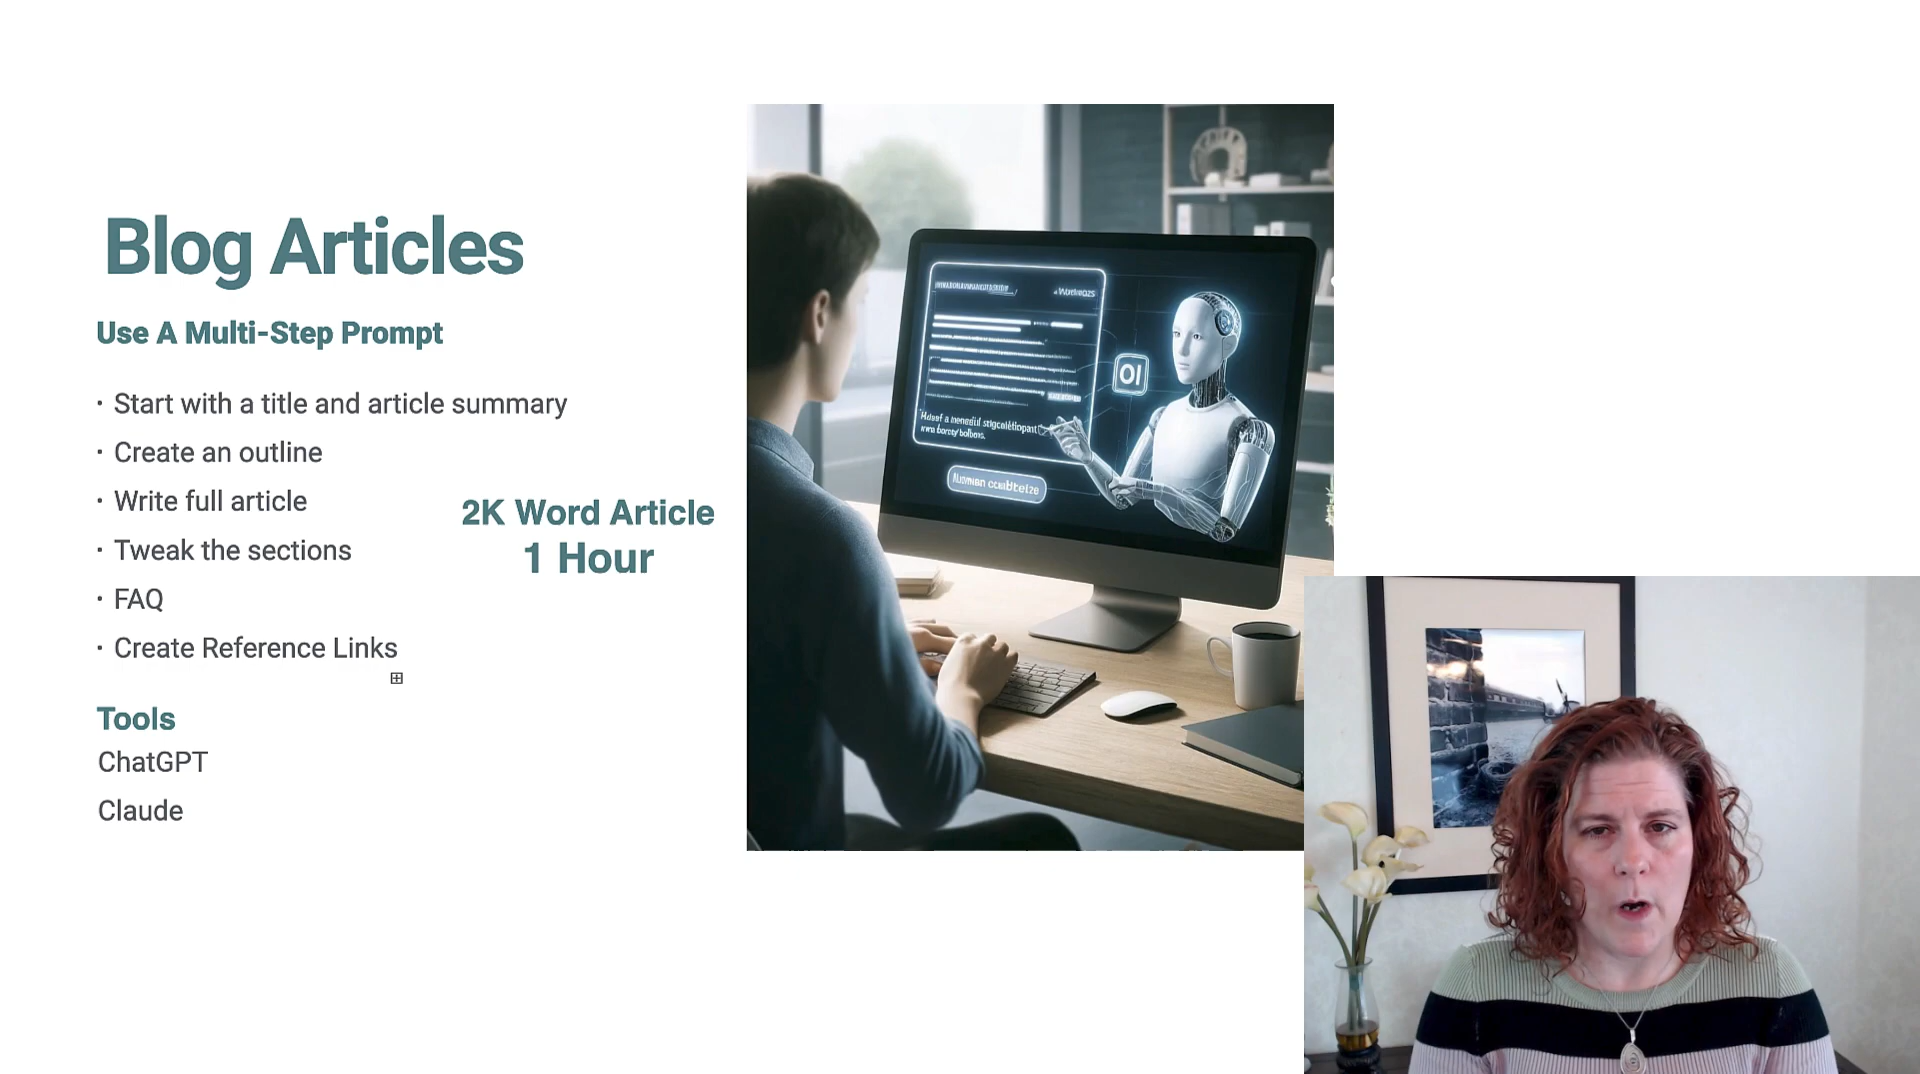 Blog Articles
Use A Multi-Step Prompt
· Start with a title and article summary
· Create an outline
· Write full article
· Tweak the sections
· FAQ
· Create Reference Links
2K Word Article
1 Hour
Tools
ChatGPT
Claude
OI